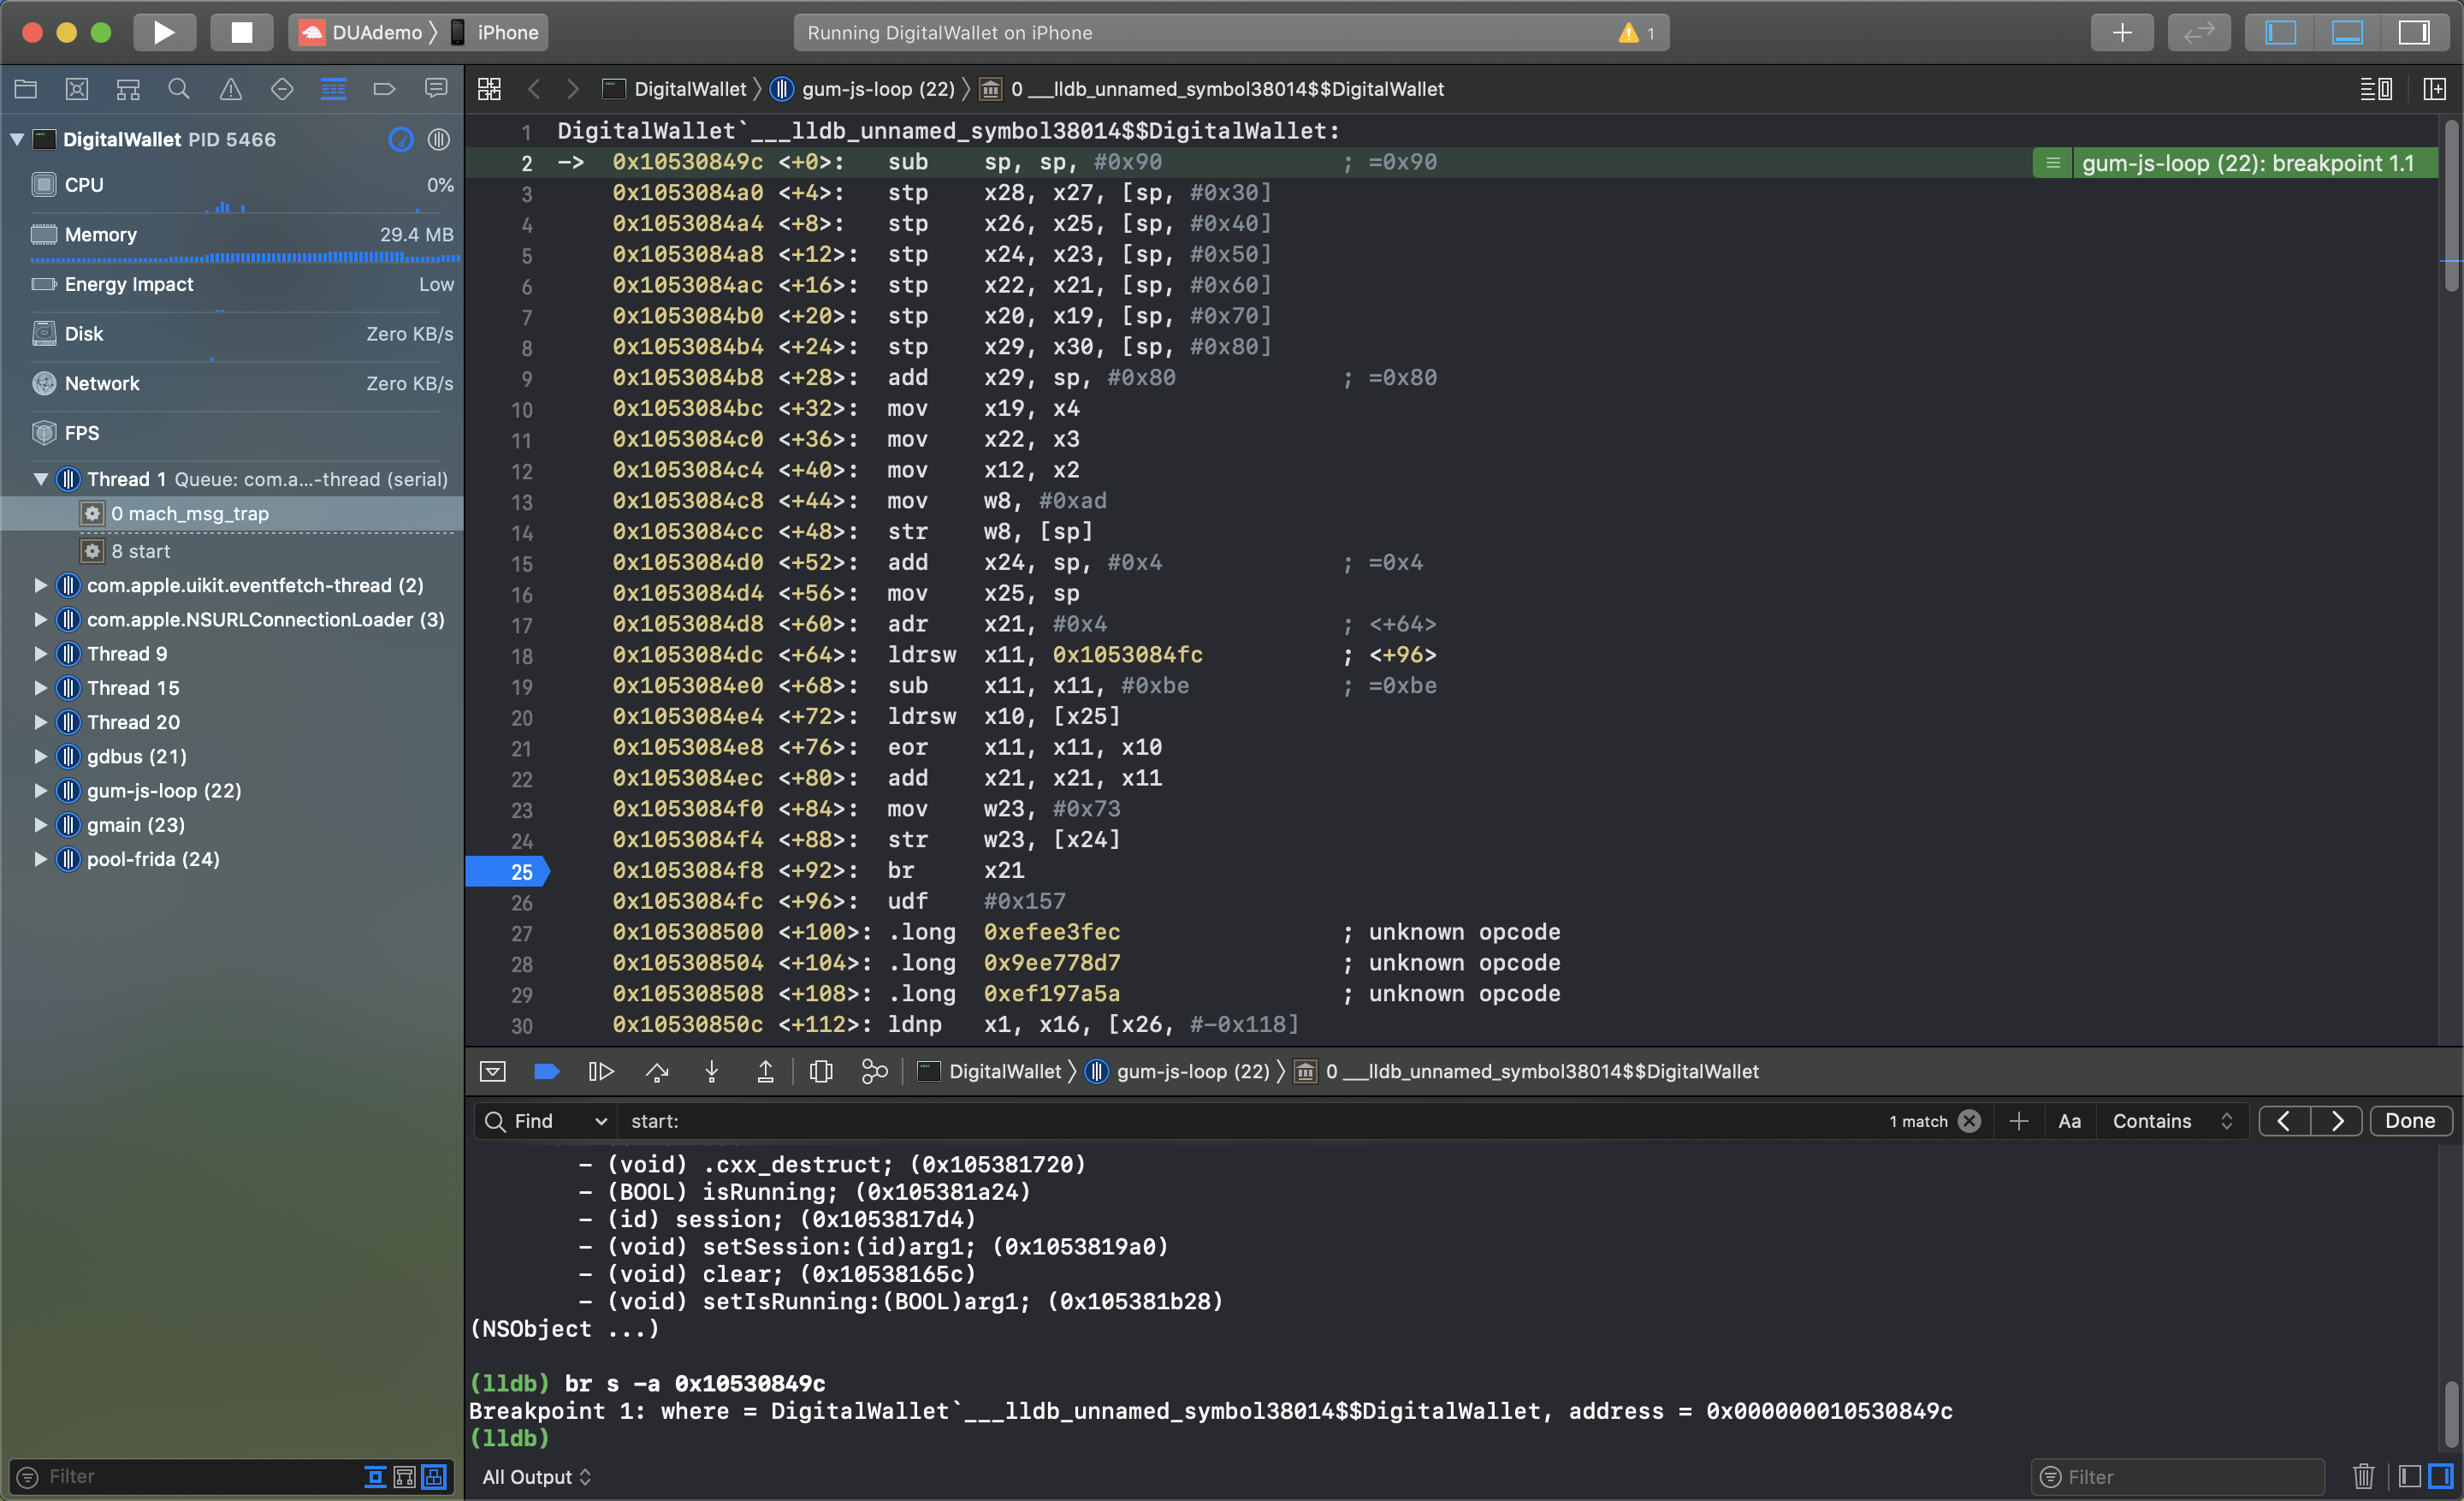 DUAdemo 〉 iPhone
Running DigitalWallet on iPhone
1
DigitalWallet PID 5466
CPU 0%
Memory 29.4 MB
Energy Impact Low
Disk Zero KB/s
Network Zero KB/s
FPS
Thread 1 Queue: com.a...-thread (serial)
0 mach_msg_trap
8 start
com.apple.uikit.eventfetch-thread (2)
com.apple.NSURLConnectionLoader (3)
Thread 9
Thread 15
Thread 20
gdbus (21)
gum-js-loop (22)
gmain (23)
pool-frida (24)
Filter
DigitalWallet 〉 gum-js-loop (22) 〉 0 ___lldb_unnamed_symbol38014$$DigitalWallet
1 DigitalWallet`___lldb_unnamed_symbol38014$$DigitalWallet:
2 -> 0x10530849c <+0>: sub sp, sp, #0x90 ; =0x90 gum-js-loop (22): breakpoint 1.1
3 0x1053084a0 <+4>: stp x28, x27, [sp, #0x30]
4 0x1053084a4 <+8>: stp x26, x25, [sp, #0x40]
5 0x1053084a8 <+12>: stp x24, x23, [sp, #0x50]
6 0x1053084ac <+16>: stp x22, x21, [sp, #0x60]
7 0x1053084b0 <+20>: stp x20, x19, [sp, #0x70]
8 0x1053084b4 <+24>: stp x29, x30, [sp, #0x80]
9 0x1053084b8 <+28>: add x29, sp, #0x80 ; =0x80
10 0x1053084bc <+32>: mov x19, x4
11 0x1053084c0 <+36>: mov x22, x3
12 0x1053084c4 <+40>: mov x12, x2
13 0x1053084c8 <+44>: mov w8, #0xad
14 0x1053084cc <+48>: str w8, [sp]
15 0x1053084d0 <+52>: add x24, sp, #0x4 ; =0x4
16 0x1053084d4 <+56>: mov x25, sp
17 0x1053084d8 <+60>: adr x21, #0x4 ; <+64>
18 0x1053084dc <+64>: ldrsw x11, 0x1053084fc ; <+96>
19 0x1053084e0 <+68>: sub x11, x11, #0xbe ; =0xbe
20 0x1053084e4 <+72>: ldrsw x10, [x25]
21 0x1053084e8 <+76>: eor x11, x11, x10
22 0x1053084ec <+80>: add x21, x21, x11
23 0x1053084f0 <+84>: mov w23, #0x73
24 0x1053084f4 <+88>: str w23, [x24]
25 0x1053084f8 <+92>: br x21
26 0x1053084fc <+96>: udf #0x157
27 0x105308500 <+100>: .long 0xefee3fec ; unknown opcode
28 0x105308504 <+104>: .long 0x9ee778d7 ; unknown opcode
29 0x105308508 <+108>: .long 0xef197a5a ; unknown opcode
30 0x10530850c <+112>: ldnp x1, x16, [x26, #-0x118]
DigitalWallet 〉 gum-js-loop (22) 〉 0 ___lldb_unnamed_symbol38014$$DigitalWallet
Find start: 1 match Aa Contains Done
- (void) .cxx_destruct; (0x105381720)
- (BOOL) isRunning; (0x105381a24)
- (id) session; (0x1053817d4)
- (void) setSession:(id)arg1; (0x1053819a0)
- (void) clear; (0x10538165c)
- (void) setIsRunning:(BOOL)arg1; (0x105381b28)
(NSObject ...)
(lldb) br s -a 0x10530849c
Breakpoint 1: where = DigitalWallet`___lldb_unnamed_symbol38014$$DigitalWallet, address = 0x000000010530849c
(lldb)
All Output Filter